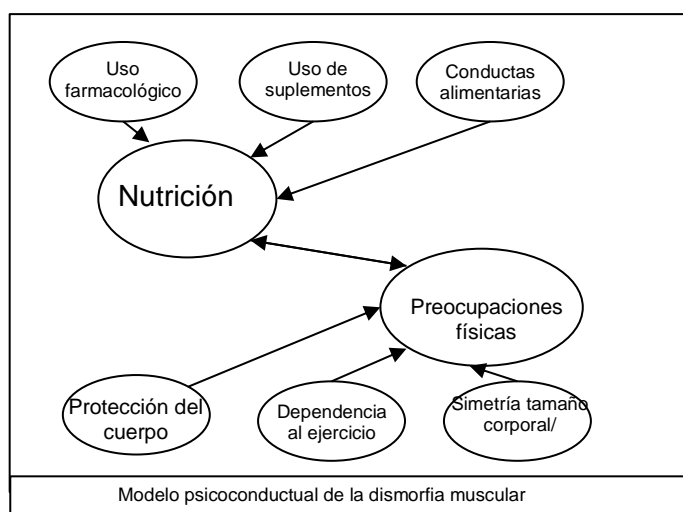 Uso
farmacológico
Uso de
suplementos
Conductas
alimentarias
Nutrición
Preocupaciones
físicas
Protección del
cuerpo
Dependencia
al ejercicio
Simetría tamaño
corporal/
Modelo psicoconductual de la dismorfia muscular